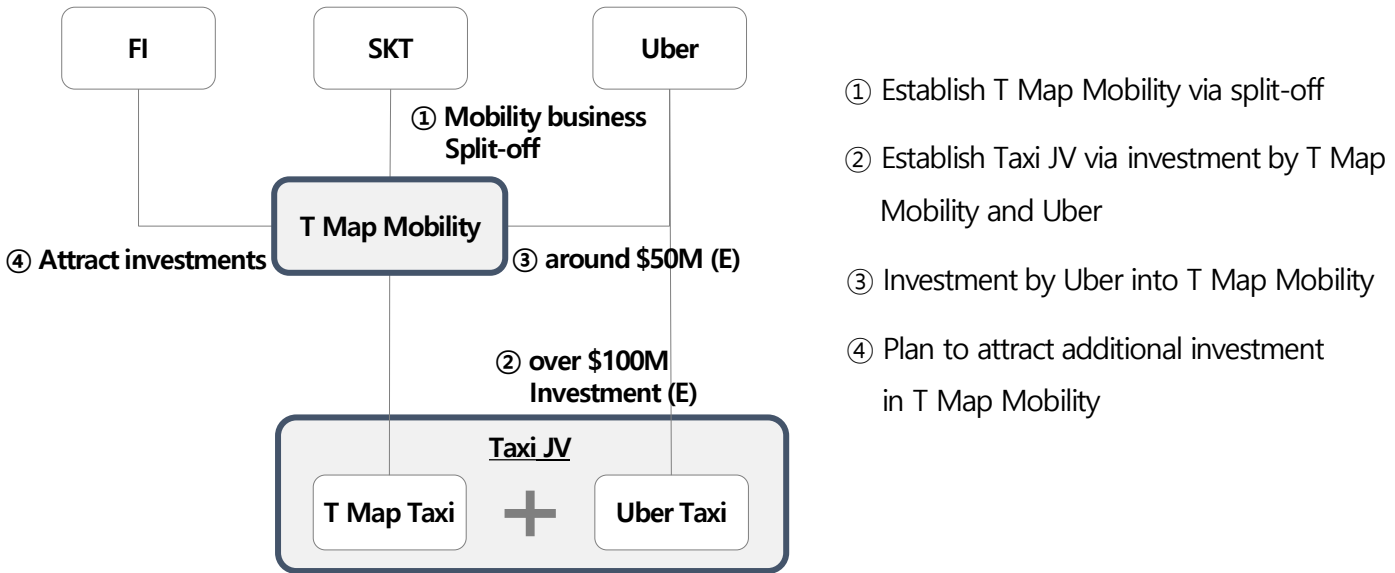 FI
SKT
Uber
① Mobility business
Split-off
T Map Mobility
④ Attract investments
③ around $50M (E)
② over $100M
Investment (E)
Taxi JV
T Map Taxi
+
Uber Taxi
① Establish T Map Mobility via split-off
② Establish Taxi JV via investment by T Map
Mobility and Uber
③ Investment by Uber into T Map Mobility
④ Plan to attract additional investment
in T Map Mobility